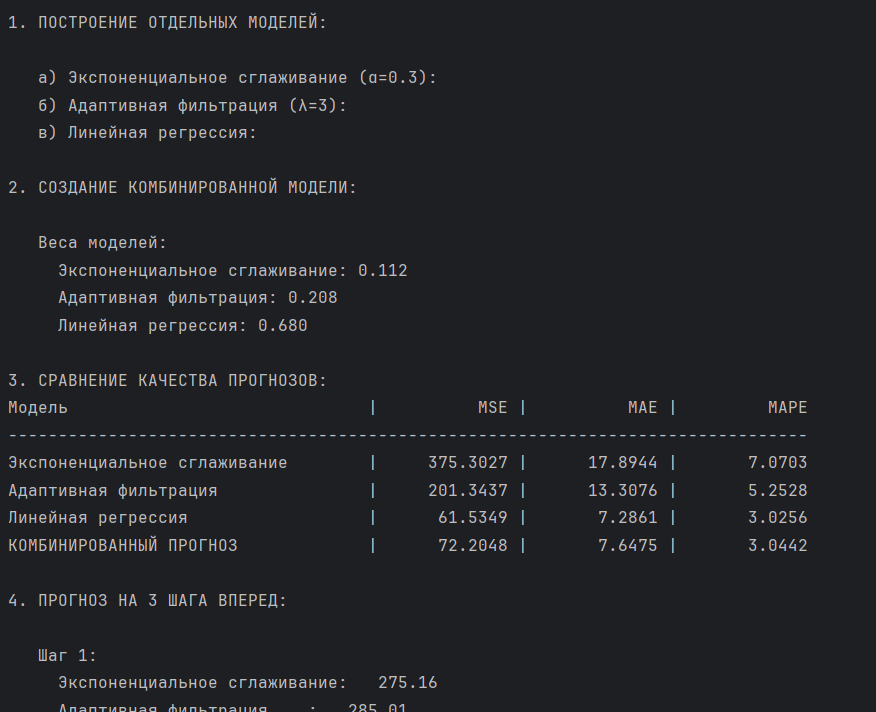 1. ПОСТРОЕНИЕ ОТДЕЛЬНЫХ МОДЕЛЕЙ:
а) Экспоненциальное сглаживание (α=0.3):
б) Адаптивная фильтрация (λ=3):
в) Линейная регрессия:
2. СОЗДАНИЕ КОМБИНИРОВАННОЙ МОДЕЛИ:
Веса моделей:
Экспоненциальное сглаживание: 0.112
Адаптивная фильтрация: 0.208
Линейная регрессия: 0.680
3. СРАВНЕНИЕ КАЧЕСТВА ПРОГНОЗОВ:
Модель | MSE | MAE | MAPE
--------------------------------------------------------------------------------
Экспоненциальное сглаживание | 375.3027 | 17.8944 | 7.0703
Адаптивная фильтрация | 201.3437 | 13.3076 | 5.2528
Линейная регрессия | 61.5349 | 7.2861 | 3.0256
КОМБИНИРОВАННЫЙ ПРОГНОЗ | 72.2048 | 7.6475 | 3.0442
4. ПРОГНОЗ НА 3 ШАГА ВПЕРЕД:
Шаг 1:
Экспоненциальное сглаживание: 275.16
Адаптивная фильтрация : 285.01